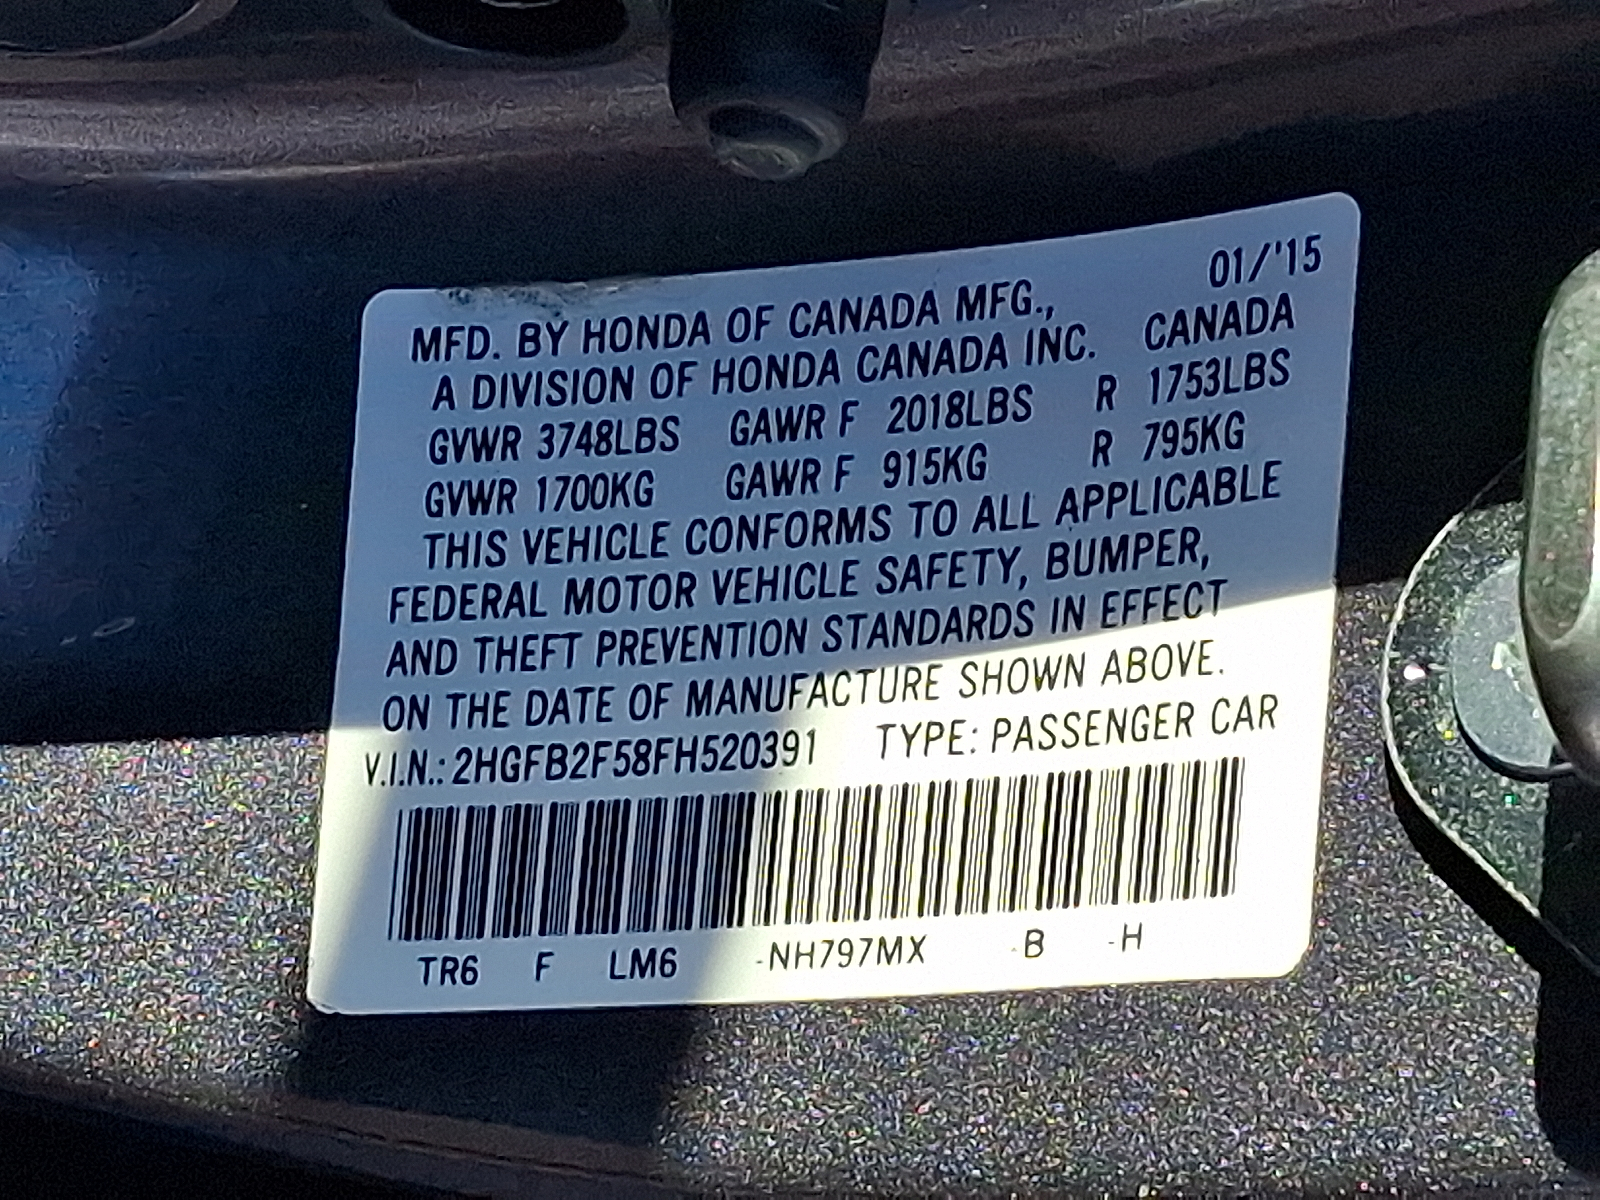 01/'15
MFD. BY HONDA OF CANADA MFG.,
A DIVISION OF HONDA CANADA INC. CANADA
GVWR 3748LBS GAWR F 2018LBS R 1753LBS
GVWR 1700KG GAWR F 915KG R 795KG
THIS VEHICLE CONFORMS TO ALL APPLICABLE
FEDERAL MOTOR VEHICLE SAFETY, BUMPER,
AND THEFT PREVENTION STANDARDS IN EFFECT
ON THE DATE OF MANUFACTURE SHOWN ABOVE.
V.I.N.: 2HGFB2F58FH520391 TYPE: PASSENGER CAR
TR6 F LM6 -NH797MX -B -H